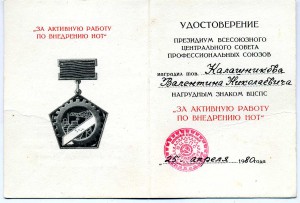 "ЗА АКТИВНУЮ РАБОТУ
ПО ВНЕДРЕНИЮ НОТ"
УДОСТОВЕРЕНИЕ
ПРЕЗИДИУМ ВСЕСОЮЗНОГО
ЦЕНТРАЛЬНОГО СОВЕТА
ПРОФЕССИОНАЛЬНЫХ СОЮЗОВ
наградил тов. Калашникова
Валентина Николаевича
НАГРУДНЫМ ЗНАКОМ ВЦСПС
"ЗА АКТИВНУЮ РАБОТУ
ПО ВНЕДРЕНИЮ НОТ"
"25" апреля 1980 года